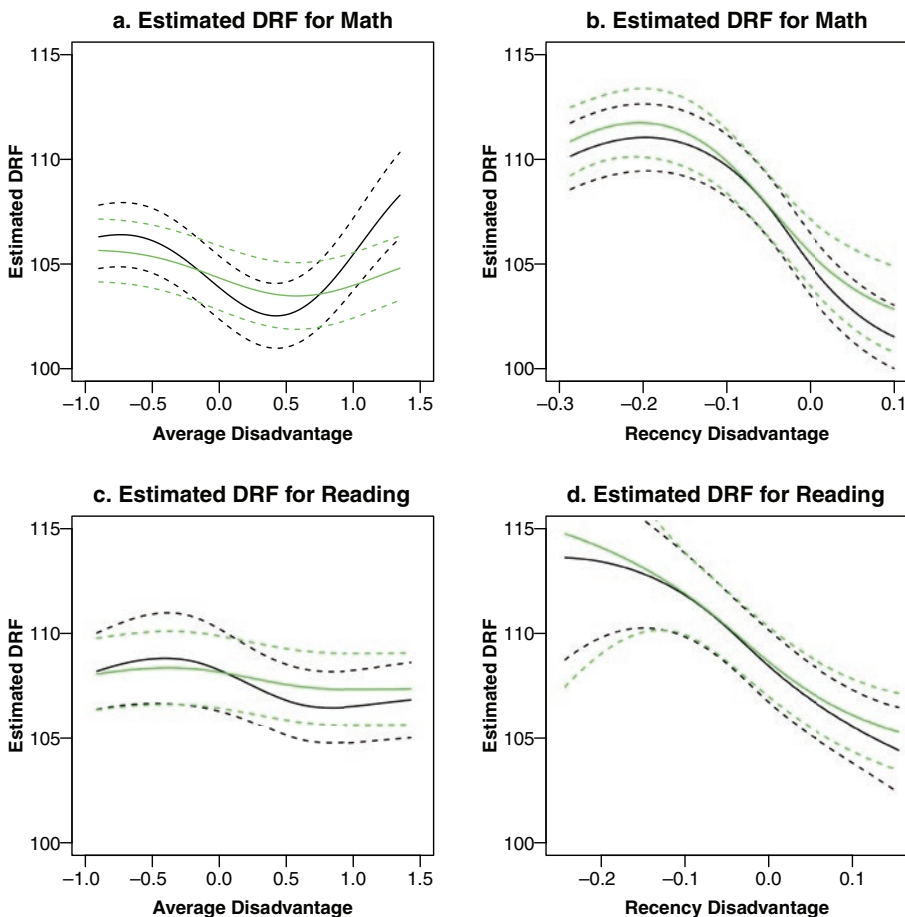 a. Estimated DRF for Math
Estimated DRF
115
110
105
100
–1.0 –0.5 0.0 0.5 1.0 1.5
Average Disadvantage
b. Estimated DRF for Math
Estimated DRF
115
110
105
100
–0.3 –0.2 –0.1 0.0 0.1
Recency Disadvantage
c. Estimated DRF for Reading
Estimated DRF
115
110
105
100
–1.0 –0.5 0.0 0.5 1.0 1.5
Average Disadvantage
d. Estimated DRF for Reading
Estimated DRF
115
110
105
100
–0.2 –0.1 0.0 0.1
Recency Disadvantage